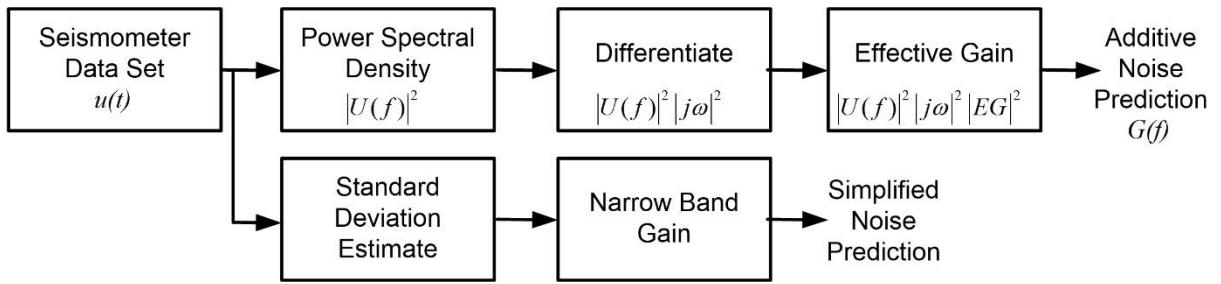 Seismometer
Data Set
u(t)
Power Spectral
Density
|U(f)|²
Differentiate
|U(f)|² |jω|²
Effective Gain
|U(f)|² |jω|² |EG|²
Additive
Noise
Prediction
G(f)
Standard
Deviation
Estimate
Narrow Band
Gain
Simplified
Noise
Prediction